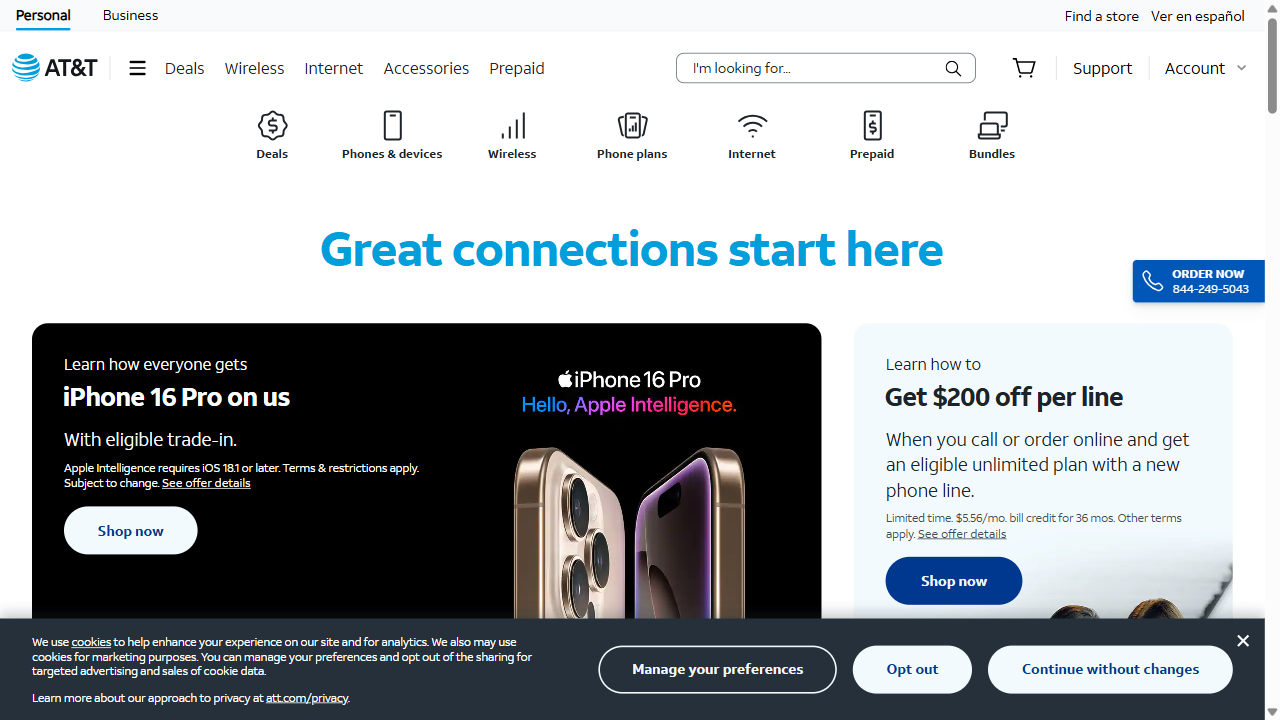 Personal
Business
Find a store
Ver en español
AT&T
Deals
Wireless
Internet
Accessories
Prepaid
I'm looking for...
Support
Account
Deals
Phones & devices
Wireless
Phone plans
Internet
Prepaid
Bundles
Great connections start here
ORDER NOW
844-249-5043
Learn how everyone gets
iPhone 16 Pro on us
With eligible trade-in.
Apple Intelligence requires iOS 18.1 or later. Terms & restrictions apply.
Subject to change. See offer details
Shop now
iPhone 16 Pro
Hello, Apple Intelligence.
Learn how to
Get $200 off per line
When you call or order online and get
an eligible unlimited plan with a new
phone line.
Limited time. $5.56/mo. bill credit for 36 mos. Other terms
apply. See offer details
Shop now
We use cookies to help enhance your experience on our site and for analytics. We also may use
cookies for marketing purposes. You can manage your preferences and opt out of the sharing for
targeted advertising and sales of cookie data.
Learn more about our approach to privacy at att.com/privacy.
Manage your preferences
Opt out
Continue without changes